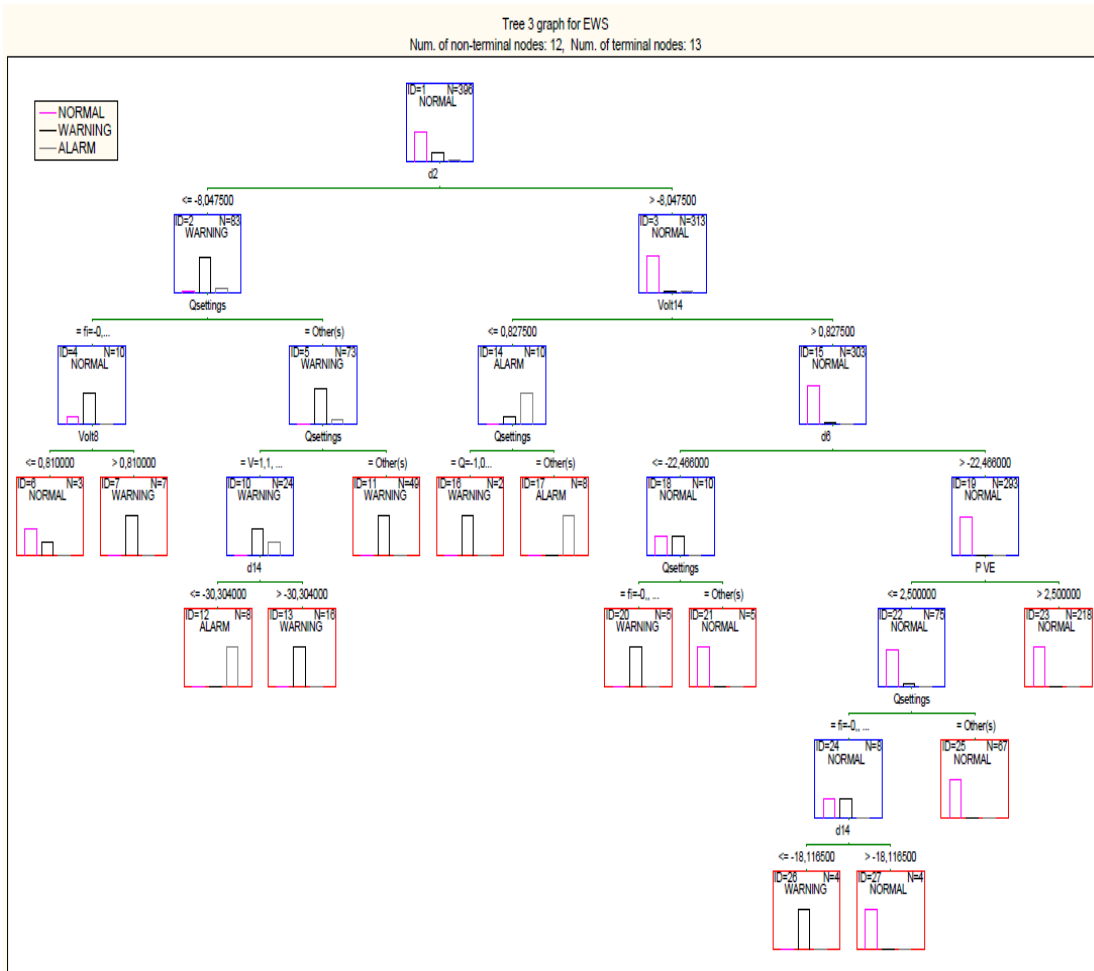 Tree 3 graph for EWS
Num. of non-terminal nodes: 12, Num. of terminal nodes: 13
NORMAL
WARNING
ALARM
ID=1 N=396
NORMAL
d2
<= -8,047500 > -8,047500
ID=2 N=83 ID=3 N=313
WARNING NORMAL
Qsettings Volt14
= fi=-0,... = Other(s) <= 0,827500 > 0,827500
ID=4 N=10 ID=5 N=73 ID=14 N=10 ID=15 N=303
NORMAL WARNING ALARM NORMAL
Volt8 Qsettings Qsettings d6
<= 0,810000 > 0,810000 = V=1,1, ... = Other(s) = Q=-1,0... = Other(s) <= -22,466000 > -22,466000
ID=6 N=3 ID=7 N=7 ID=10 N=24 ID=11 N=49 ID=16 N=2 ID=17 N=8 ID=18 N=10 ID=19 N=293
NORMAL WARNING WARNING WARNING WARNING ALARM NORMAL NORMAL
d14 Qsettings P VE
<= -30,304000 > -30,304000 = fi=-0,, ... = Other(s) <= 2,500000 > 2,500000
ID=12 N=8 ID=13 N=16 ID=20 N=5 ID=21 N=5 ID=22 N=75 ID=23 N=218
ALARM WARNING WARNING NORMAL NORMAL NORMAL
Qsettings
= fi=-0,, ... = Other(s)
ID=24 N=8 ID=25 N=67
NORMAL NORMAL
d14
<= -18,116500 > -18,116500
ID=26 N=4 ID=27 N=4
WARNING NORMAL